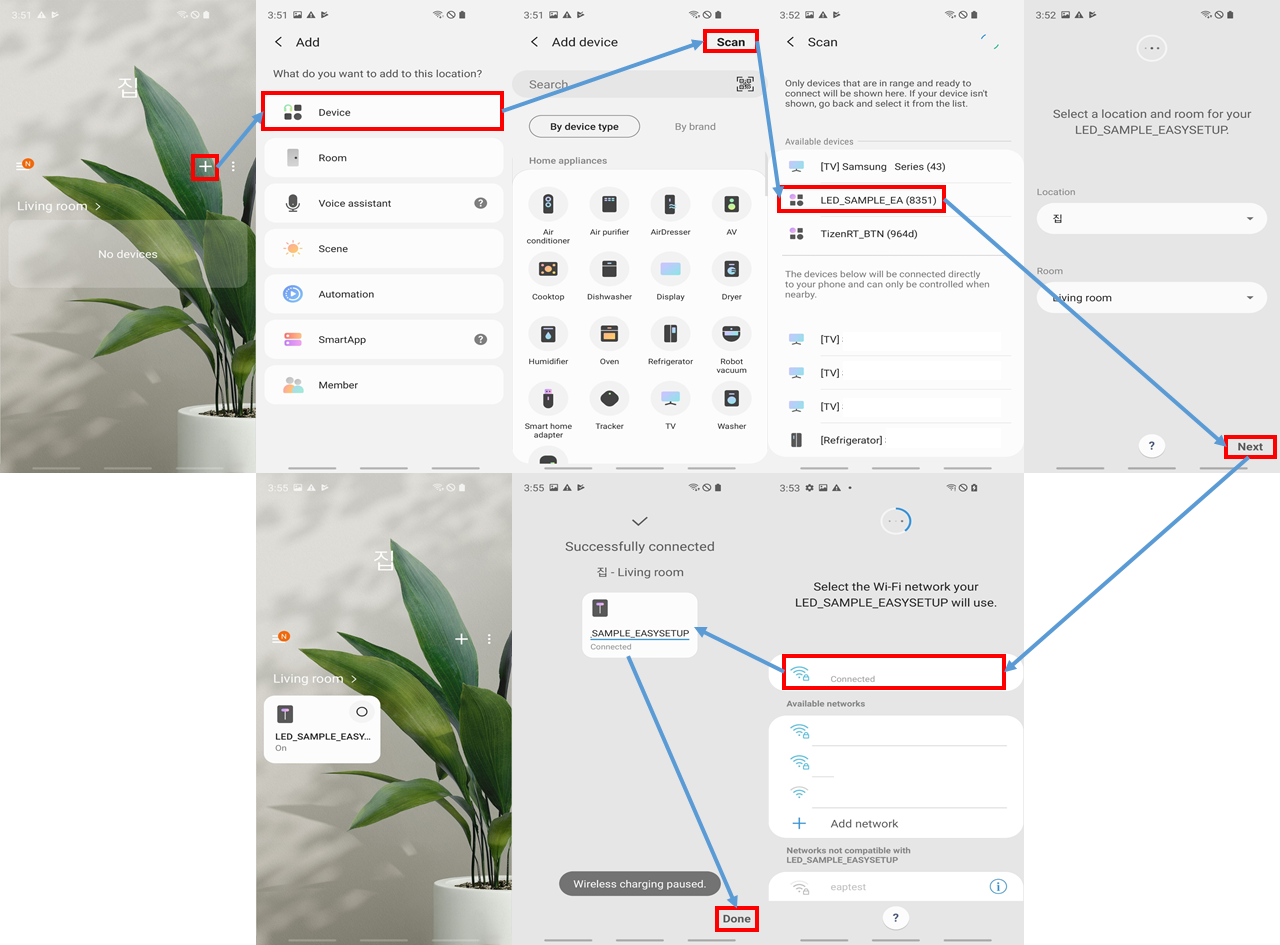 3:51
집
N
Living room
No devices
3:51
Add
What do you want to add to this location?
Device
Room
Voice assistant
?
Scene
Automation
SmartApp
?
Member
3:51
Add device
Scan
Search
By device type
By brand
Home appliances
Air
conditioner
Air purifier
AirDresser
AV
Cooktop
Dishwasher
Display
Dryer
Humidifier
Oven
Refrigerator
Robot
vacuum
Smart home
adapter
Tracker
TV
Washer
3:52
Scan
Only devices that are in range and ready to
connect will be shown here. If your device isn't
shown, go back and select it from the list.
Available devices
[TV] Samsung Series (43)
LED_SAMPLE_EA (8351)
TizenRT_BTN (964d)
The devices below will be connected directly
to your phone and can only be controlled when
nearby.
[TV]
[TV]
[TV]
[Refrigerator]
3:52
Select a location and room for your
LED_SAMPLE_EASYSETUP.
Location
집
Room
Living room
?
Next
3:53
Select the Wi-Fi network your
LED_SAMPLE_EASYSETUP will use.
Connected
Available networks
Add network
Networks not compatible with
LED_SAMPLE_EASYSETUP
eaptest
?
3:55
Successfully connected
집 - Living room
_SAMPLE_EASYSETUP
Connected
Wireless charging paused.
Done
3:55
집
N
Living room
LED_SAMPLE_EASY...
On